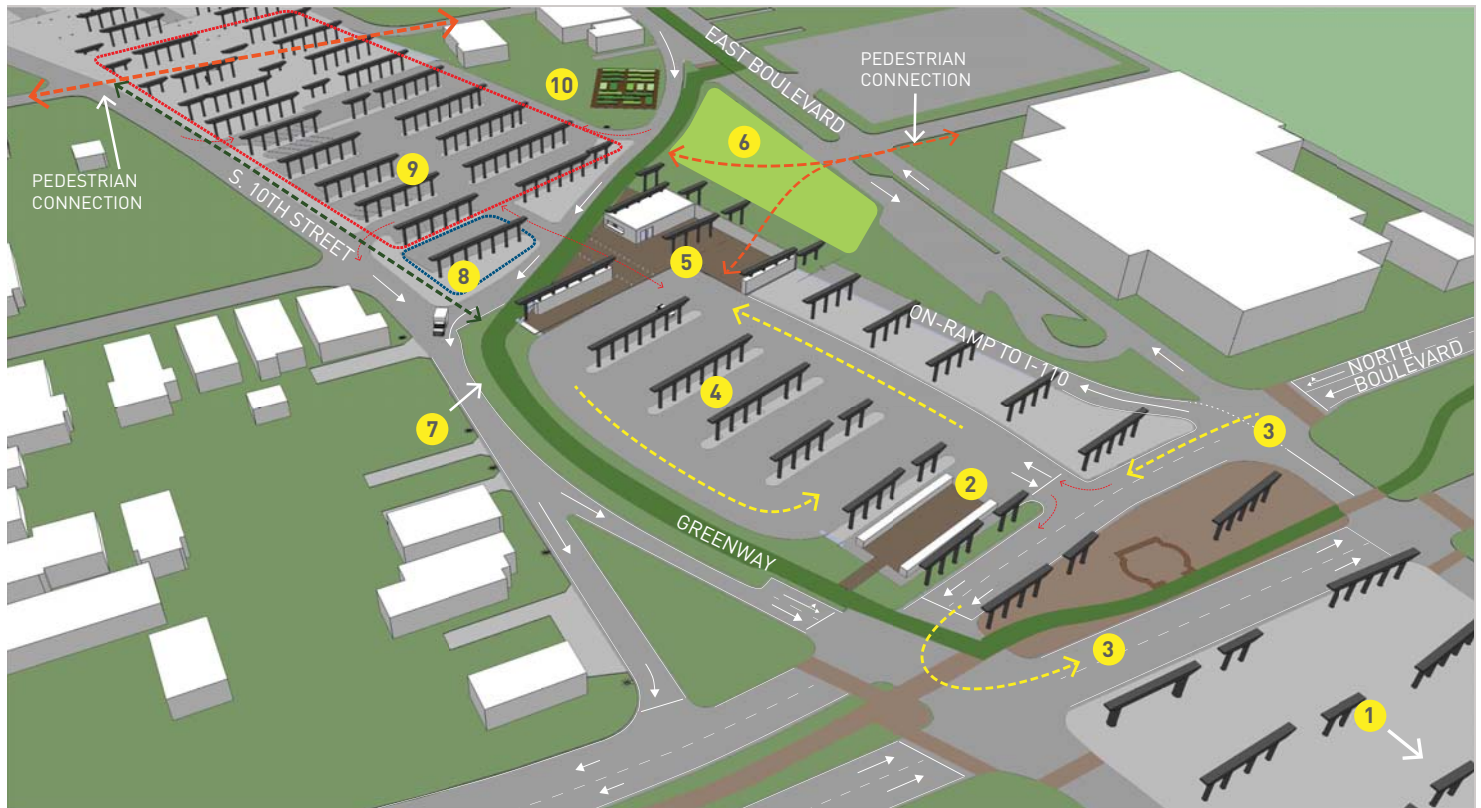 EAST BOULEVARD
PEDESTRIAN
CONNECTION
10
6
PEDESTRIAN
CONNECTION
9
S. 10TH STREET
8
5
ON-RAMP TO I-110
NORTH
BOULEVARD
4
7
3
2
GREENWAY
3
1